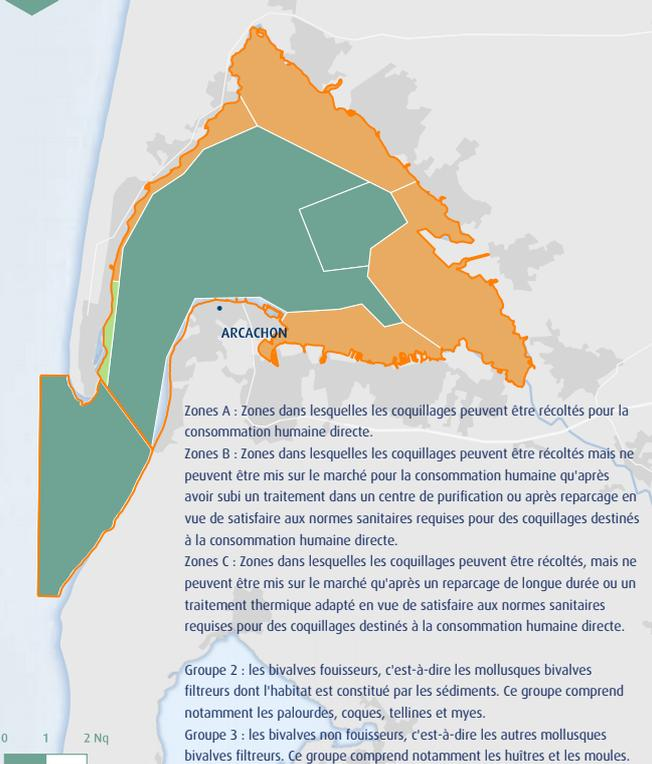 ARCACHON
Zones A : Zones dans lesquelles les coquillages peuvent être récoltés pour la
consommation humaine directe.
Zones B : Zones dans lesquelles les coquillages peuvent être récoltés mais ne
peuvent être mis sur le marché pour la consommation humaine qu'après
avoir subi un traitement dans un centre de purification ou après reparcage en
vue de satisfaire aux normes sanitaires requises pour des coquillages destinés
à la consommation humaine directe.
Zones C : Zones dans lesquelles les coquillages peuvent être récoltés, mais ne
peuvent être mis sur le marché qu'après un reparcage de longue durée ou un
traitement thermique adapté en vue de satisfaire aux normes sanitaires
requises pour des coquillages destinés à la consommation humaine directe.
Groupe 2 : les bivalves fouisseurs, c'est-à-dire les mollusques bivalves
filtreurs dont l'habitat est constitué par les sédiments. Ce groupe comprend
notamment les palourdes, coques, tellines et myes.
Groupe 3 : les bivalves non fouisseurs, c'est-à-dire les autres mollusques
bivalves filtreurs. Ce groupe comprend notamment les huîtres et les moules.
0 1 2 Nq